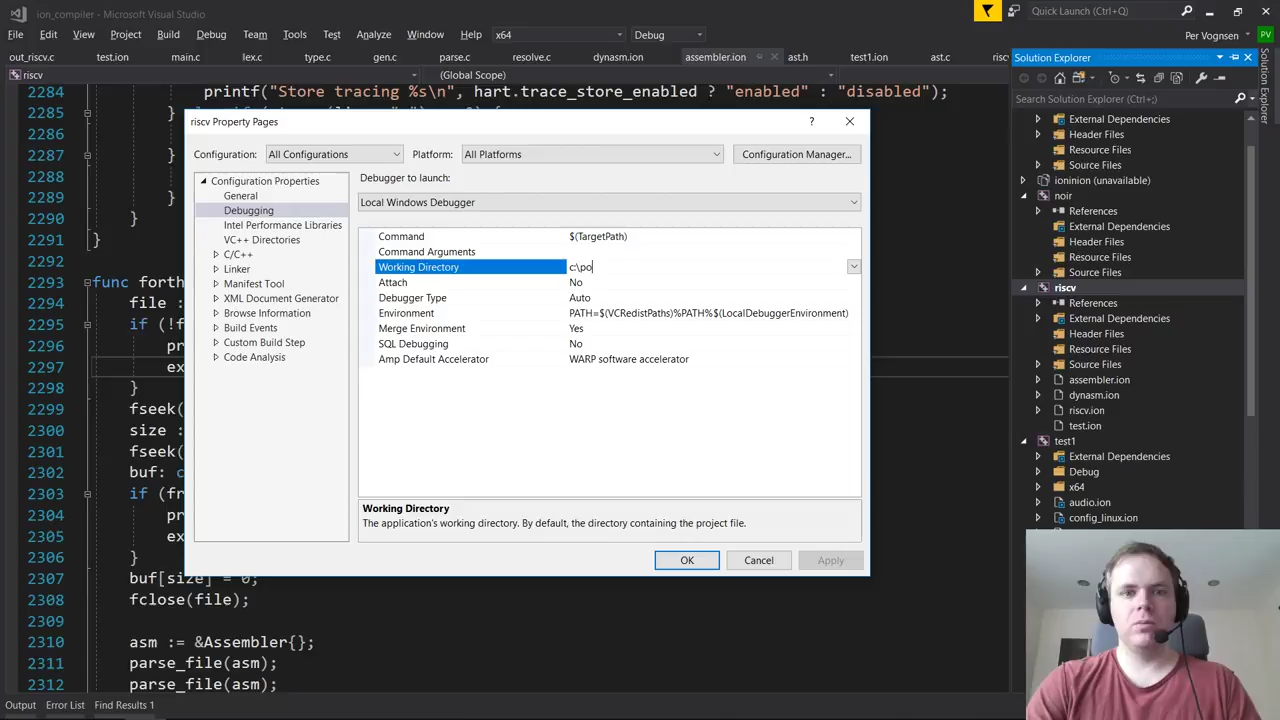 ion_compiler - Microsoft Visual Studio
Quick Launch (Ctrl+Q)
File Edit View Project Build Debug Team Tools Test Analyze Window Help x64 Debug
Per Vognsen PV
out_riscv.c test.ion main.c lex.c type.c gen.c parse.c resolve.c dynasm.ion assembler.ion ast.h ast.c test1.ion riscv
riscv (Global Scope)
2284 printf("Store tracing %s\n", hart.trace_store_enabled ? "enabled" : "disabled");
2285 }
2286
2287
2288 }
2289 }
2290 }
2291 }
2292
2293 func forth
2294 file :
2295 if (!f
2296 pr
2297 ex
2298 }
2299 fseek(
2300 size :
2301 fseek(
2302 buf: c
2303 if (fr
2304 pr
2305 ex
2306 }
2307 buf[size] = 0;
2308 fclose(file);
2309
2310 asm := &Assembler{};
2311 parse_file(asm);
2312 parse_file(asm);
riscv Property Pages
?
Configuration: All Configurations Platform: All Platforms Configuration Manager...
Configuration Properties
General
Debugging
Intel Performance Libraries
VC++ Directories
C/C++
Linker
Manifest Tool
XML Document Generator
Browse Information
Build Events
Custom Build Step
Code Analysis
Debugger to launch:
Local Windows Debugger
Command $(TargetPath)
Command Arguments
Working Directory c:\po
Attach No
Debugger Type Auto
Environment PATH=$(VCRedistPaths)%PATH%$(LocalDebuggerEnvironment)
Merge Environment Yes
SQL Debugging No
Amp Default Accelerator WARP software accelerator
Working Directory
The application's working directory. By default, the directory containing the project file.
OK Cancel Apply
Solution Explorer
Search Solution Explorer (Ctrl+;)
External Dependencies
Header Files
Resource Files
Source Files
ioninion (unavailable)
noir
References
External Dependencies
Header Files
Resource Files
Source Files
riscv
References
External Dependencies
Header Files
Resource Files
Source Files
assembler.ion
dynasm.ion
riscv.ion
test.ion
test1
External Dependencies
Debug
x64
audio.ion
config_linux.ion
Solution Explorer
Output Error List Find Results 1